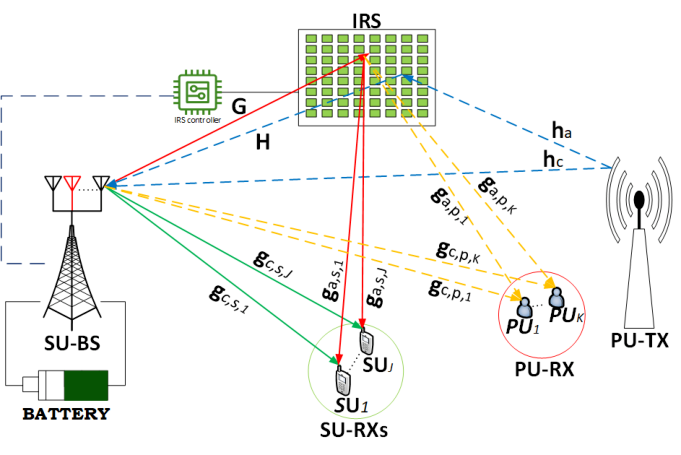 IRS
IRS controller
G
H
ha
hc
ga,p,1
ga,p,K
gc,s,J
gc,s,1
ga,s,1
ga,s,J
gc,p,K
gc,p,1
SU-BS
BATTERY
SUJ
SU1
SU-RXs
PU1
PUK
PU-RX
PU-TX